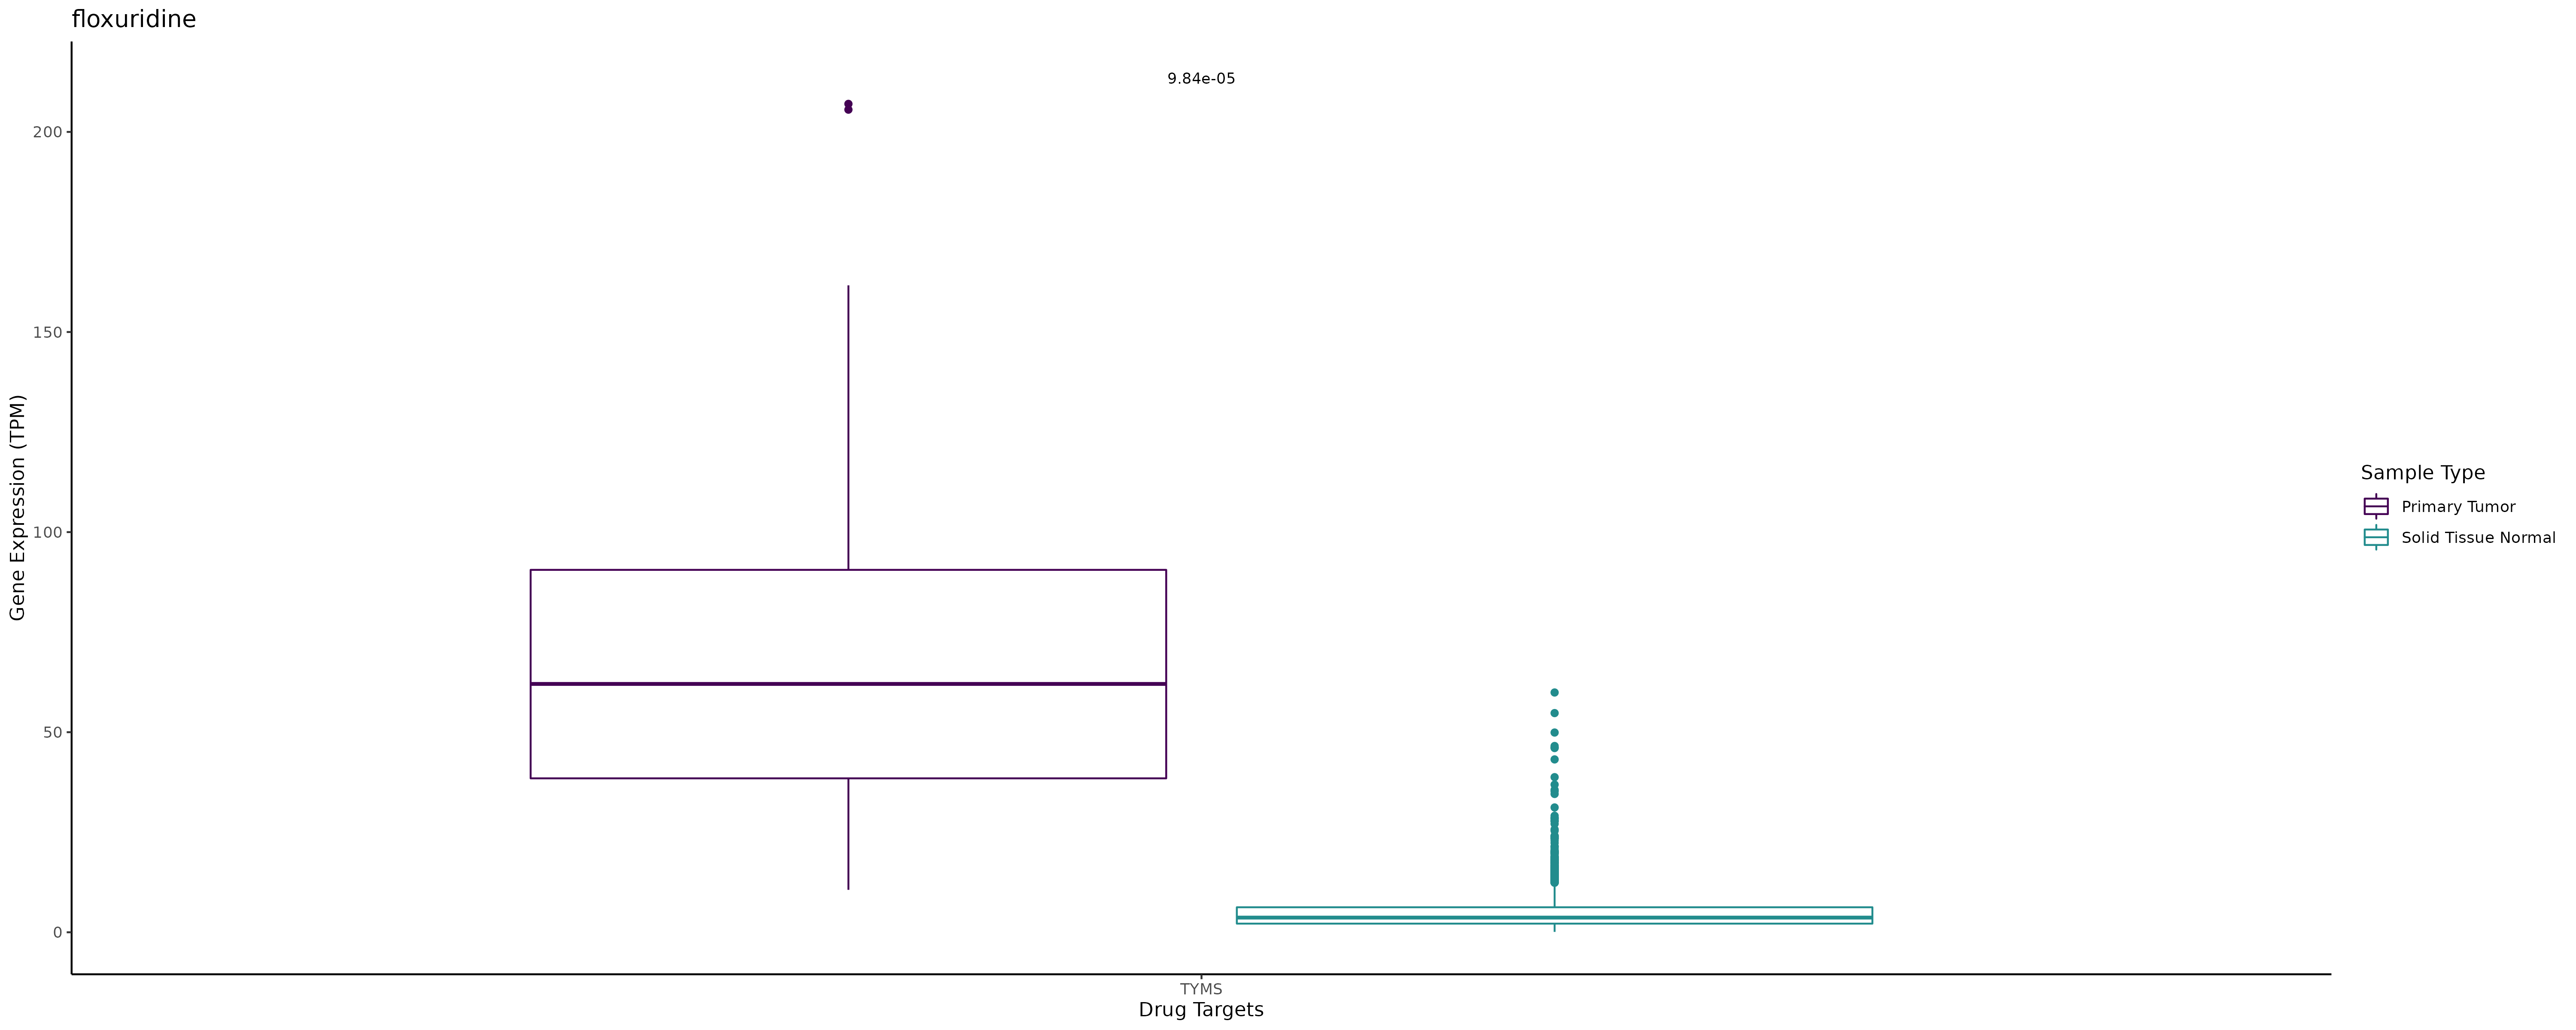 floxuridine
9.84e-05
200
150
100
50
0
Gene Expression (TPM)
TYMS
Drug Targets
Sample Type
Primary Tumor
Solid Tissue Normal